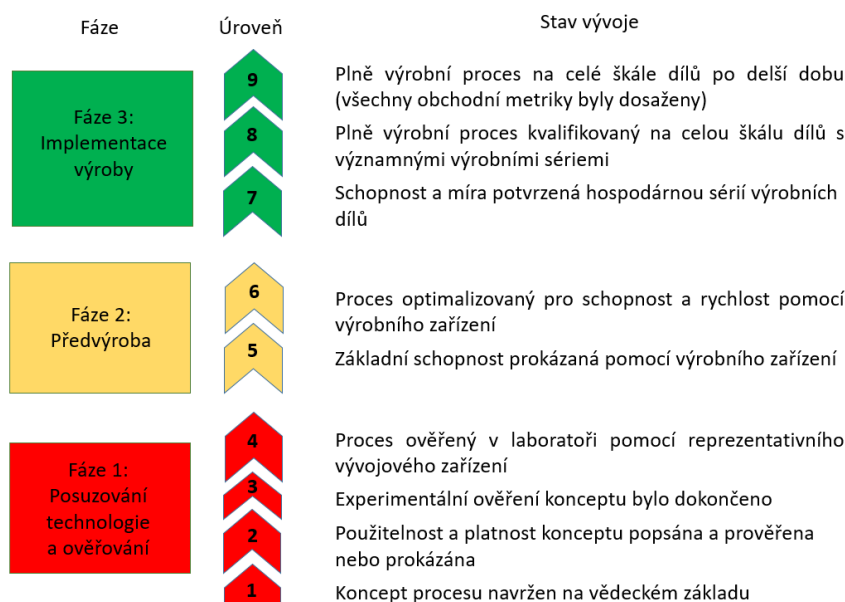 Fáze
Úroveň
Stav vývoje
Fáze 3:
Implementace
výroby
9
Plně výrobní proces na celé škále dílů po delší dobu
(všechny obchodní metriky byly dosaženy)
8
Plně výrobní proces kvalifikovaný na celou škálu dílů s
významnými výrobními sériemi
7
Schopnost a míra potvrzená hospodárnou sérií výrobních
dílů
Fáze 2:
Předvýroba
6
Proces optimalizovaný pro schopnost a rychlost pomocí
výrobního zařízení
5
Základní schopnost prokázaná pomocí výrobního zařízení
Fáze 1:
Posuzování
technologie
a ověřování
4
Proces ověřený v laboratoři pomocí reprezentativního
vývojového zařízení
3
Experimentální ověření konceptu bylo dokončeno
2
Použitelnost a platnost konceptu popsána a prověřena
nebo prokázána
1
Koncept procesu navržen na vědeckém základu